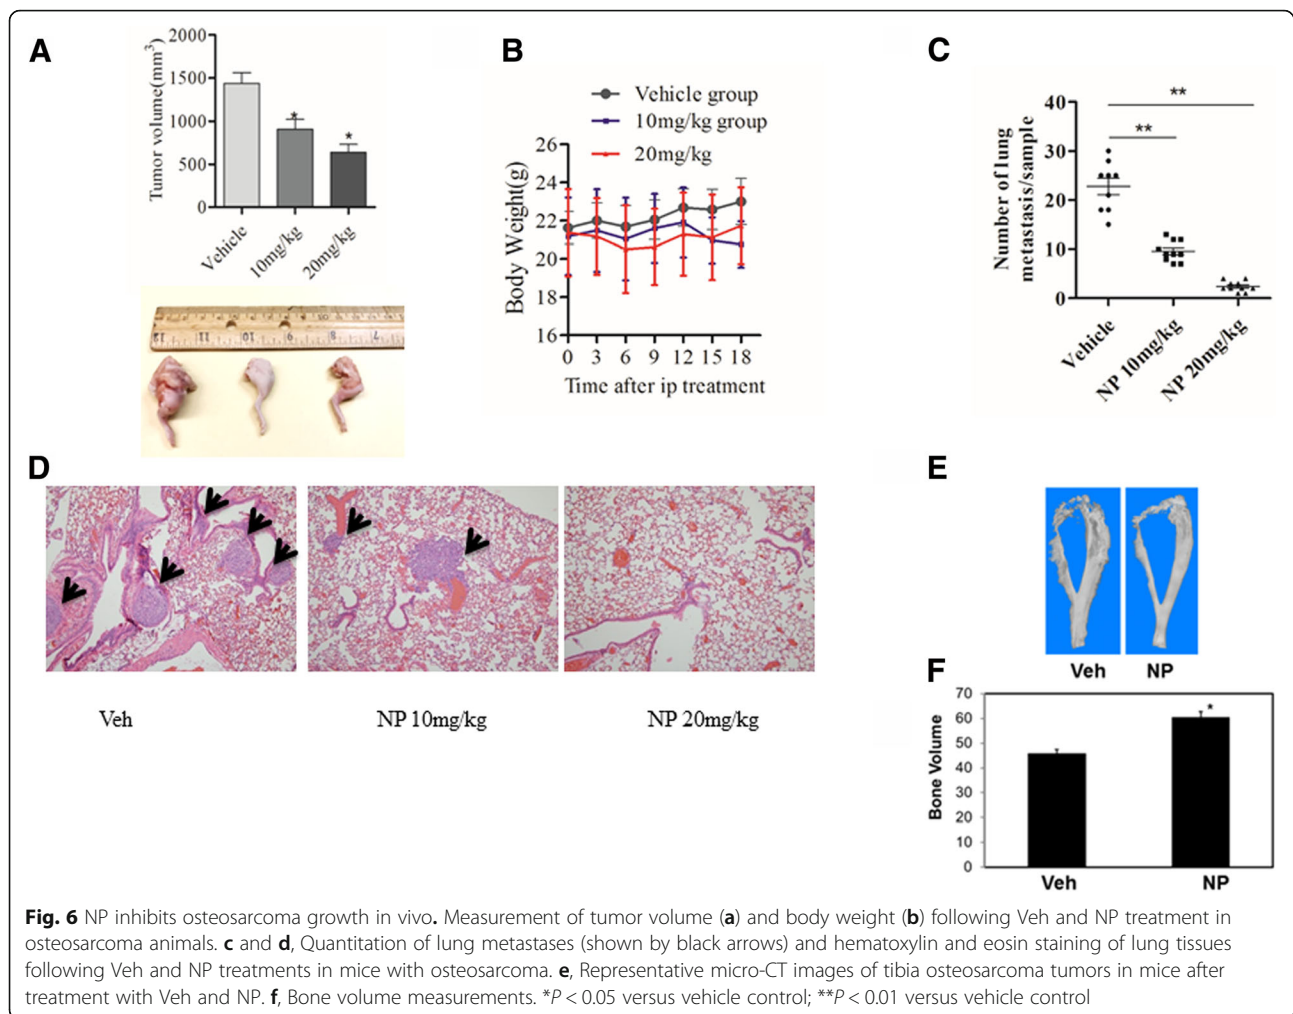 A
Tumor volume(mm³)
2000
1500
1000
500
0
*
*
Vehicle
10mg/kg
20mg/kg
12 11 10 9 8 7
B
Vehicle group
10mg/kg group
20mg/kg
Body Weight(g)
26
24
22
20
18
16
0 3 6 9 12 15 18
Time after ip treatment
C
Number of lung
metastasis/sample
40
30
20
10
0
**
**
Vehicle
NP 10mg/kg
NP 20mg/kg
D
Veh
NP 10mg/kg
NP 20mg/kg
E
Veh
NP
F
Bone Volume
70
60
50
40
30
20
10
0
*
Veh
NP
Fig. 6 NP inhibits osteosarcoma growth in vivo. Measurement of tumor volume (a) and body weight (b) following Veh and NP treatment in
osteosarcoma animals. c and d, Quantitation of lung metastases (shown by black arrows) and hematoxylin and eosin staining of lung tissues
following Veh and NP treatments in mice with osteosarcoma. e, Representative micro-CT images of tibia osteosarcoma tumors in mice after
treatment with Veh and NP. f, Bone volume measurements. *P < 0.05 versus vehicle control; **P < 0.01 versus vehicle control